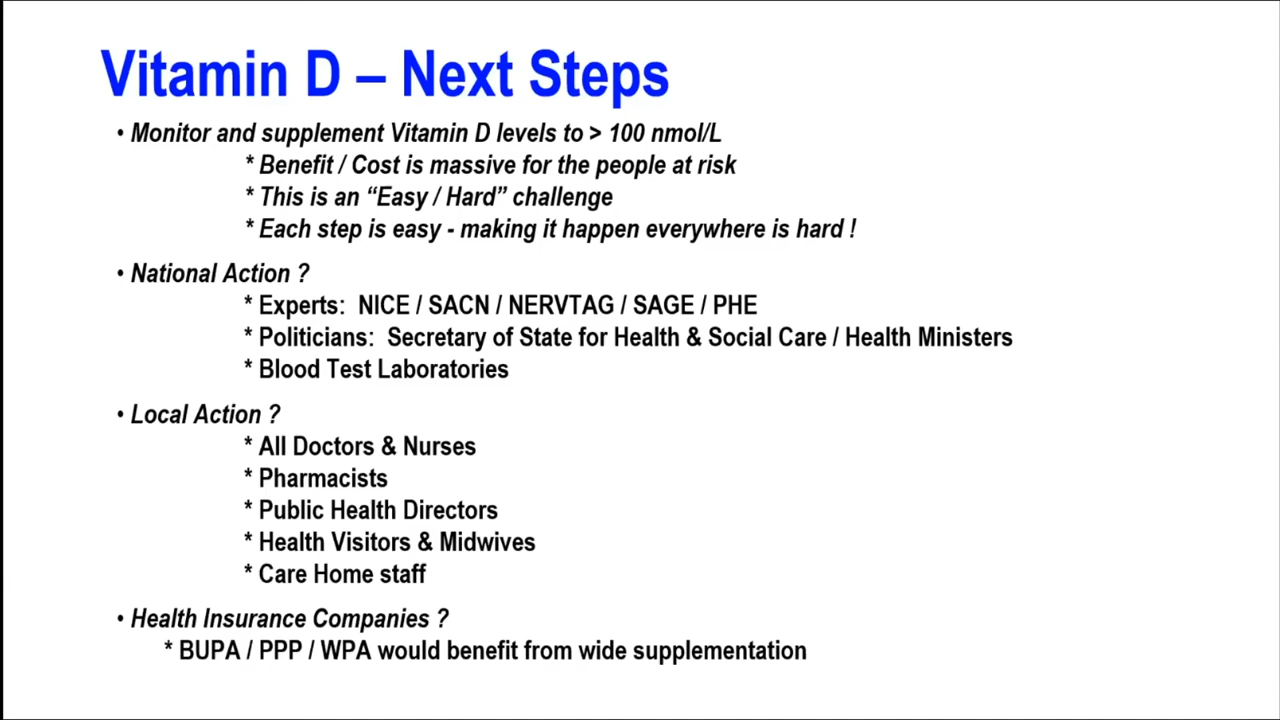 Vitamin D – Next Steps
• Monitor and supplement Vitamin D levels to > 100 nmol/L
* Benefit / Cost is massive for the people at risk
* This is an “Easy / Hard” challenge
* Each step is easy - making it happen everywhere is hard !
• National Action ?
* Experts: NICE / SACN / NERVTAG / SAGE / PHE
* Politicians: Secretary of State for Health & Social Care / Health Ministers
* Blood Test Laboratories
• Local Action ?
* All Doctors & Nurses
* Pharmacists
* Public Health Directors
* Health Visitors & Midwives
* Care Home staff
• Health Insurance Companies ?
* BUPA / PPP / WPA would benefit from wide supplementation